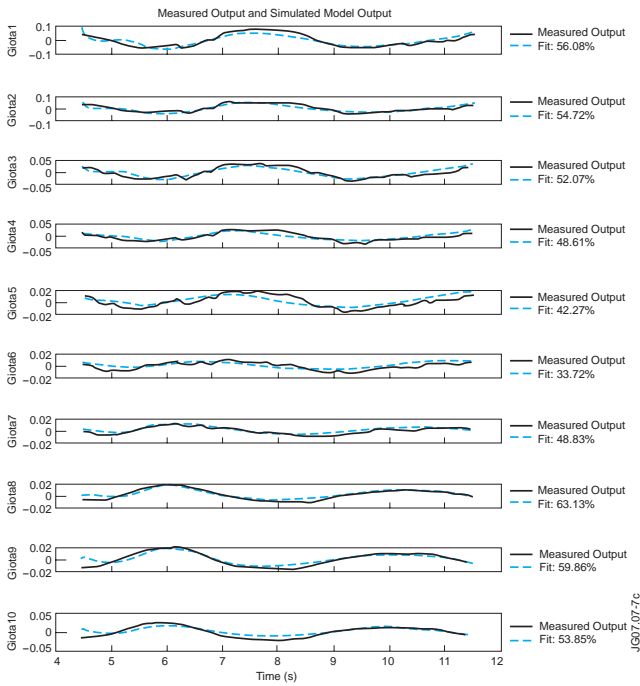 Measured Output and Simulated Model Output
Giota1
0.1
0
−0.1
Measured Output
Fit: 56.08%
Giota2
0.1
0
−0.1
Measured Output
Fit: 54.72%
Giota3
0.05
0
−0.05
Measured Output
Fit: 52.07%
Giota4
0.05
0
−0.05
Measured Output
Fit: 48.61%
Giota5
0.02
0
−0.02
Measured Output
Fit: 42.27%
Giota6
0.02
0
−0.02
Measured Output
Fit: 33.72%
Giota7
0.02
0
−0.02
Measured Output
Fit: 48.83%
Giota8
0.02
0
−0.02
Measured Output
Fit: 63.13%
Giota9
0.02
0
−0.02
Measured Output
Fit: 59.86%
Giota10
0.05
0
−0.05
Measured Output
Fit: 53.85%
4 5 6 7 8 9 10 11 12
Time (s)
JG07.07-7c